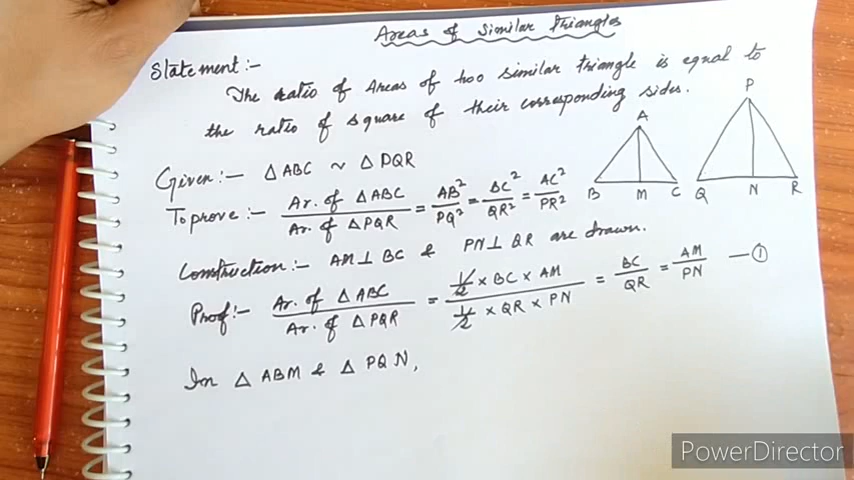 Areas of similar triangles
Statement:-
The ratio of Areas of two similar triangle is equal to
the ratio of square of their corresponding sides.
Given:- △ABC ~ △PQR
To prove:- Ar. of △ABC / Ar. of △PQR = AB²/PQ² = BC²/QR² = AC²/PR²
A
B M C
P
Q N R
Construction:- AM⊥BC & PN⊥QR are drawn.
Proof:- Ar. of △ABC / Ar. of △PQR = 1/2 × BC × AM / 1/2 × QR × PN = BC/QR = AM/PN —①
In △ ABM & △ PQN,
PowerDirector